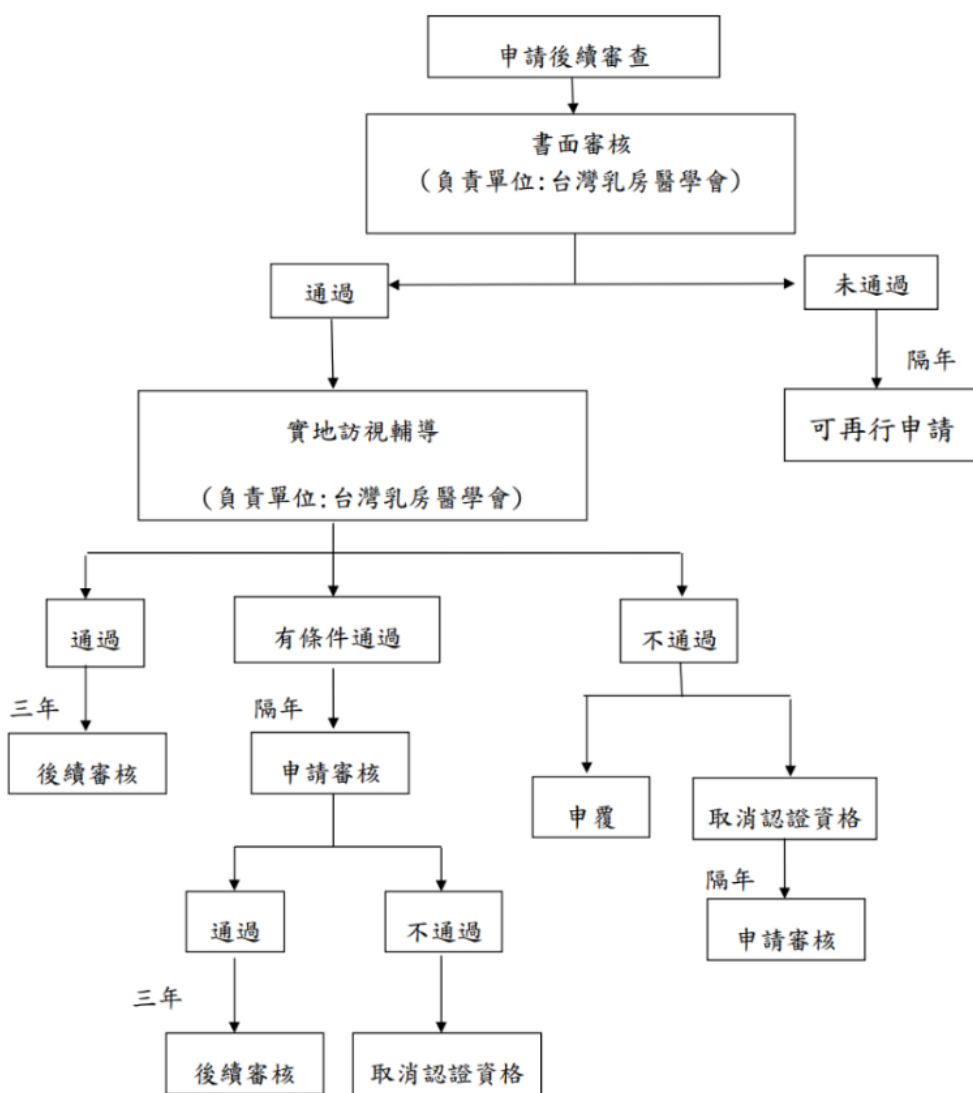 申請後續審查
書面審核
(負責單位:台灣乳房醫學會)
通過
未通過
隔年
可再行申請
實地訪視輔導
(負責單位:台灣乳房醫學會)
通過
有條件通過
不通過
三年
隔年
後續審核
申請審核
申覆
取消認證資格
隔年
通過
不通過
申請審核
三年
後續審核
取消認證資格